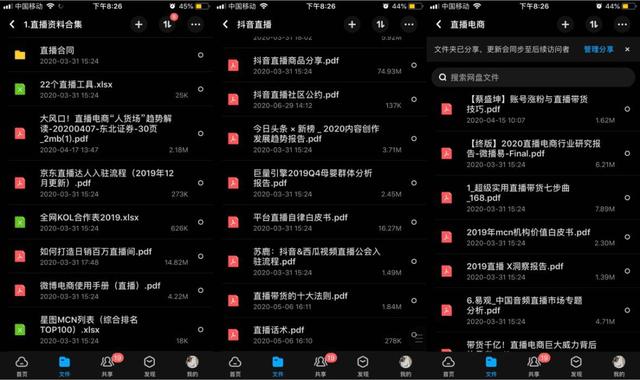 中国移动
下午8:26
45%
1.直播资料合集
8
直播合同
2020-03-31 15:24
22个直播工具.xlsx
2020-03-31 15:24
25K
大风口！直播电商“人货场”趋势解
读-20200407-东北证券-30页
_2mb(1).pdf
2020-04-17 13:47
2.18M
京东直播达人入驻流程（2019年12
月更新）.pdf
2020-03-31 15:24
273K
全网KOL合作表2019.xlsx
2020-03-31 15:24
626K
如何打造日销百万直播间.pdf
2020-03-31 17:48
14.82M
微博电商使用手册（直播）.pdf
2020-03-31 15:24
4.22M
星图MCN列表（综合排名
TOP100）.xlsx
2020-03-31 15:24
18K
首页
文件
共享
19
发现
我的
中国移动
下午8:26
抖音直播
2020-03-31 15:24
5.92M
抖音直播商品分享.pdf
2020-03-31 15:24
74.93M
抖音直播社区公约.pdf
2020-06-29 14:12
137K
今日头条 × 新榜 _ 2020内容创作
发展趋势报告.pdf
2020-03-31 15:24
3.71M
巨量引擎2019Q4母婴群体分析
报告.pdf
2020-03-31 15:24
2.45M
平台直播自律白皮书.pdf
2020-03-31 15:24
16.27M
苏鹿：抖音&西瓜视频直播公会入
驻流程.pdf
2020-03-31 15:24
1.49M
直播带货的十大法则.pdf
2020-05-06 16:11
1.84M
直播话术.pdf
2020-05-06 16:10
278K
首页
文件
共享
19
发现
我的
中国移动
下午8:26
44%
直播电商
文件夹已分享，更新会同步至后续访问者
管理分享
搜索网盘文件
【蔡盛坤】账号涨粉与直播带货
技巧.pdf
2020-04-15 10:02
1.62M
【终版】2020直播电商行业研究报
告-微播易-Final.pdf
2020-03-31 15:24
6.21M
1_超级实用直播带货七步曲
_168.pdf
2020-03-31 15:24
7.89M
2019年mcn机构价值白皮书.pdf
2020-03-31 15:24
2.30M
2019直播 X洞察报告.pdf
2020-03-31 15:24
1.39M
6.易观_中国音频直播市场专题
分析.pdf
2020-03-31 15:24
4.71M
带货千亿！直播电商巨大威力背后
首页
文件
共享
19
发现
我的